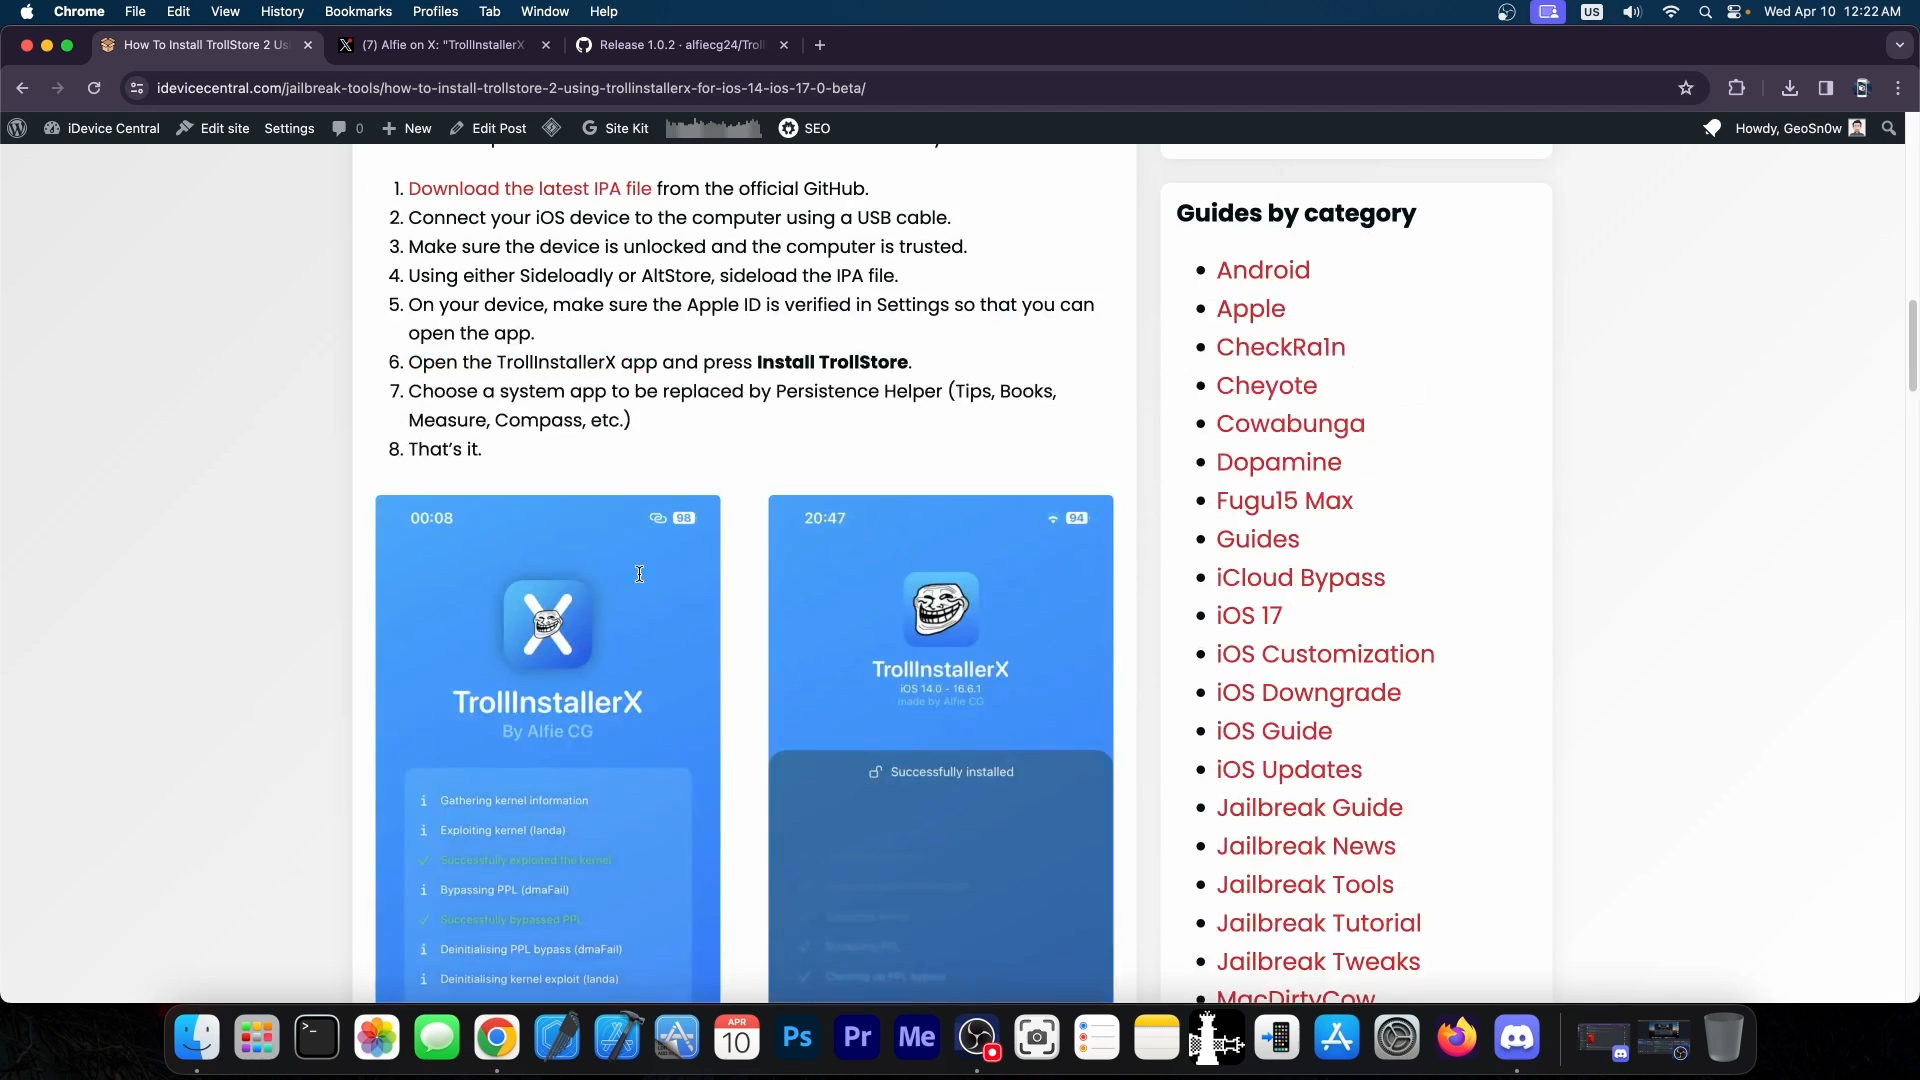 Chrome File Edit View History Bookmarks Profiles Tab Window Help US Wed Apr 10 12:22 AM
How To Install TrollStore 2 Us (7) Alfie on X: "TrollInstallerX Release 1.0.2 · alfiecg24/Troll
idevicecentral.com/jailbreak-tools/how-to-install-trollstore-2-using-trollinstallerx-for-ios-14-ios-17-0-beta/
iDevice Central Edit site Settings 0 New Edit Post Site Kit SEO Howdy, GeoSn0w
1. Download the latest IPA file from the official GitHub.
2. Connect your iOS device to the computer using a USB cable.
3. Make sure the device is unlocked and the computer is trusted.
4. Using either Sideloadly or AltStore, sideload the IPA file.
5. On your device, make sure the Apple ID is verified in Settings so that you can
open the app.
6. Open the TrollInstallerX app and press Install TrollStore.
7. Choose a system app to be replaced by Persistence Helper (Tips, Books,
Measure, Compass, etc.)
8. That's it.
00:08 98
X
TrollInstallerX
By Alfie CG
Gathering kernel information
Exploiting kernel (landa)
Successfully exploited the kernel
Bypassing PPL (dmaFail)
Successfully bypassed PPL
Deinitialising PPL bypass (dmaFail)
Deinitialising kernel exploit (landa)
20:47 94
TrollInstallerX
iOS 14.0 - 16.6.1
made by Alfie CG
Successfully installed
Guides by category
Android
Apple
CheckRa1n
Cheyote
Cowabunga
Dopamine
Fugu15 Max
Guides
iCloud Bypass
iOS 17
iOS Customization
iOS Downgrade
iOS Guide
iOS Updates
Jailbreak Guide
Jailbreak News
Jailbreak Tools
Jailbreak Tutorial
Jailbreak Tweaks
MacDirtyCow
APR
10
Ps Pr Me